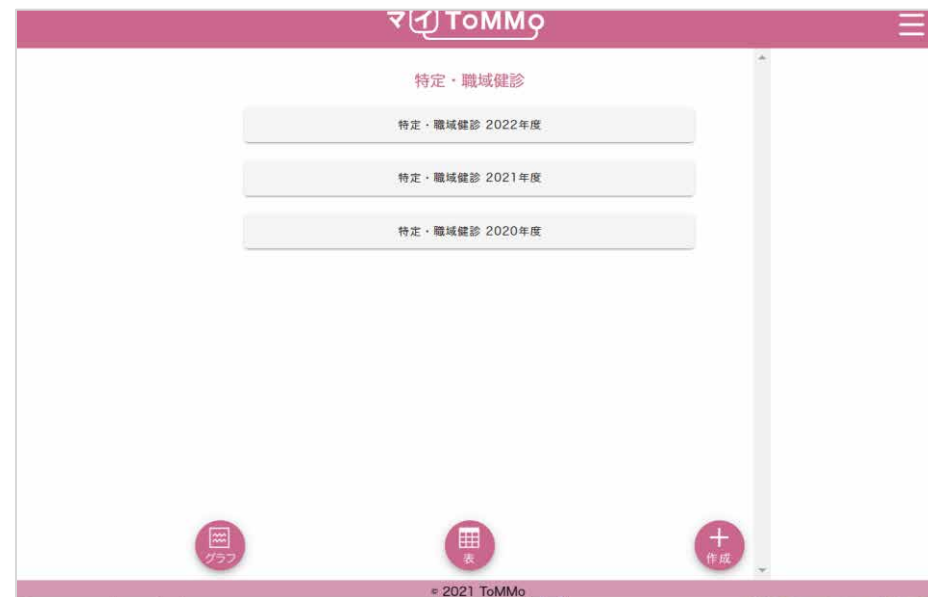 マイToMMo
特定・職域健診
特定・職域健診 2022年度
特定・職域健診 2021年度
特定・職域健診 2020年度
グラフ
表
作成
© 2021 ToMMo